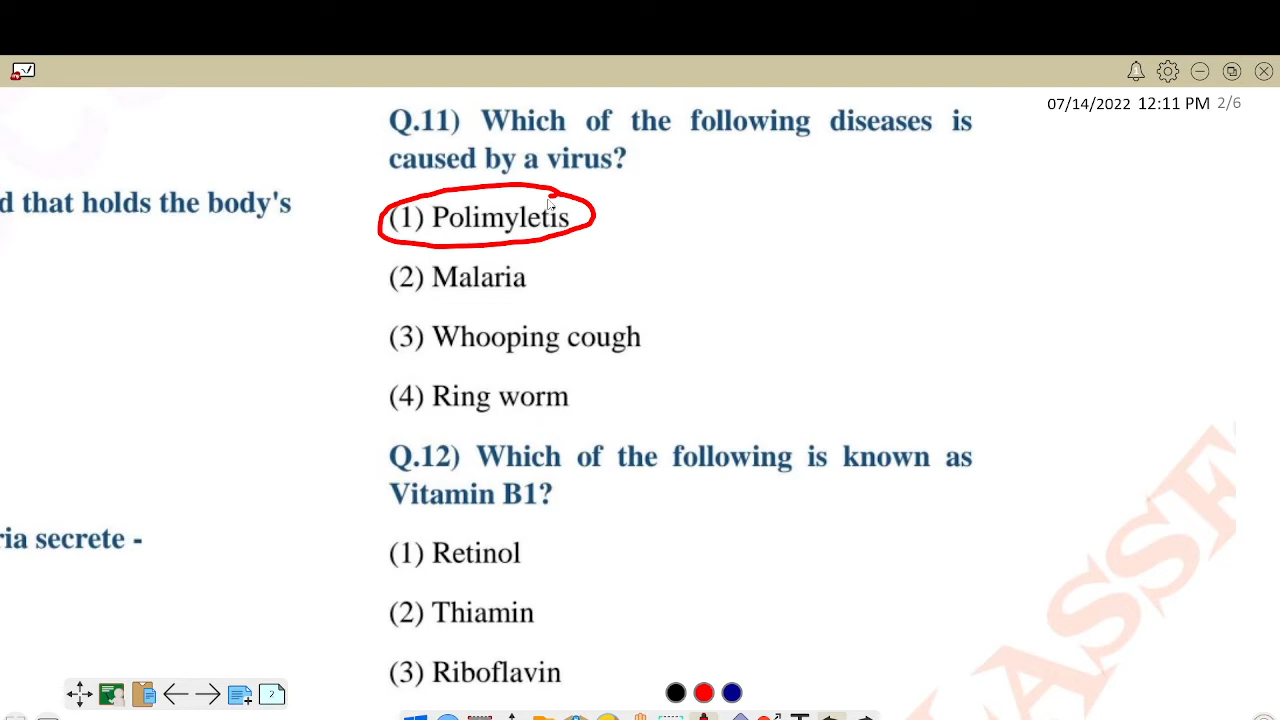 07/14/2022 12:11 PM 2/6
d that holds the body's
ria secrete -
Q.11) Which of the following diseases is
caused by a virus?
(1) Polimyletis
(2) Malaria
(3) Whooping cough
(4) Ring worm
Q.12) Which of the following is known as
Vitamin B1?
(1) Retinol
(2) Thiamin
(3) Riboflavin
ASSE
2